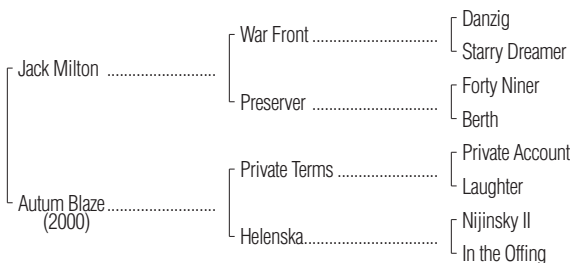 Danzig
War Front ........................................
Starry Dreamer
Jack Milton ..................................
Forty Niner
Preserver ........................................
Berth
Private Account
Private Terms ................................
Laughter
Autum Blaze ..................................
(2000)
Nijinsky II
Helenska ........................................
In the Offing